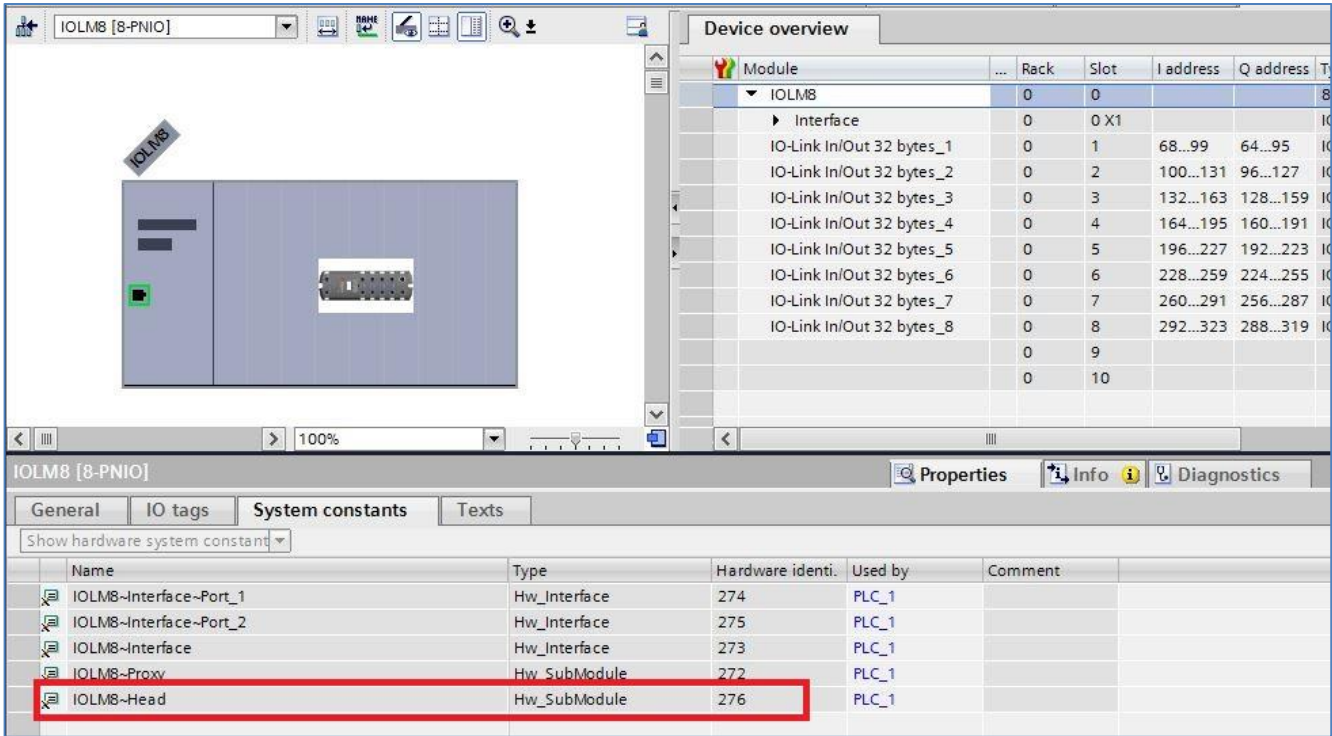 IOLM8 [8-PNIO]
NAME
Device overview
Module ... Rack Slot I address Q address
IOLM8 0 0 8
Interface 0 0 X1
IO-Link In/Out 32 bytes_1 0 1 68...99 64...95
IO-Link In/Out 32 bytes_2 0 2 100...131 96...127
IO-Link In/Out 32 bytes_3 0 3 132...163 128...159
IO-Link In/Out 32 bytes_4 0 4 164...195 160...191
IO-Link In/Out 32 bytes_5 0 5 196...227 192...223
IO-Link In/Out 32 bytes_6 0 6 228...259 224...255
IO-Link In/Out 32 bytes_7 0 7 260...291 256...287
IO-Link In/Out 32 bytes_8 0 8 292...323 288...319
0 9
0 10
IOLM8
100%
IOLM8 [8-PNIO]
Properties Info Diagnostics
General IO tags System constants Texts
Show hardware system constant
Name Type Hardware identi. Used by Comment
IOLM8~Interface~Port_1 Hw_Interface 274 PLC_1
IOLM8~Interface~Port_2 Hw_Interface 275 PLC_1
IOLM8~Interface Hw_Interface 273 PLC_1
IOLM8~Proxy Hw_SubModule 272 PLC_1
IOLM8~Head Hw_SubModule 276 PLC_1